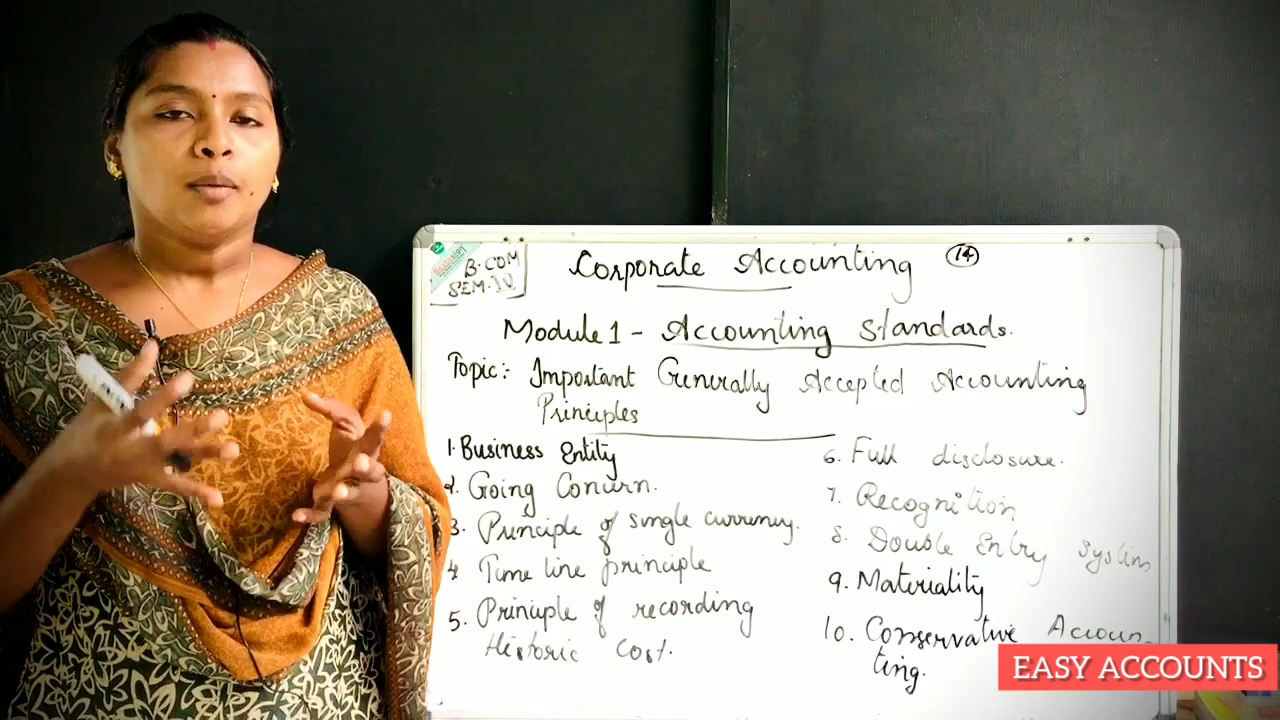 B.COM
SEM-IV
Corporate Accounting
14
Module 1 - Accounting Standards.
Topic:- Important Generally Accepted Accounting
Principles
1. Business Entity
2. Going Concern.
3. Principle of single currency.
4 Time line principle
5. Principle of recording
Historic Cost.
6. Full disclosure.
7. Recognition
8. Double Entry System
9. Materiality
10. Conservative Accoun-
ting.
EASY ACCOUNTS